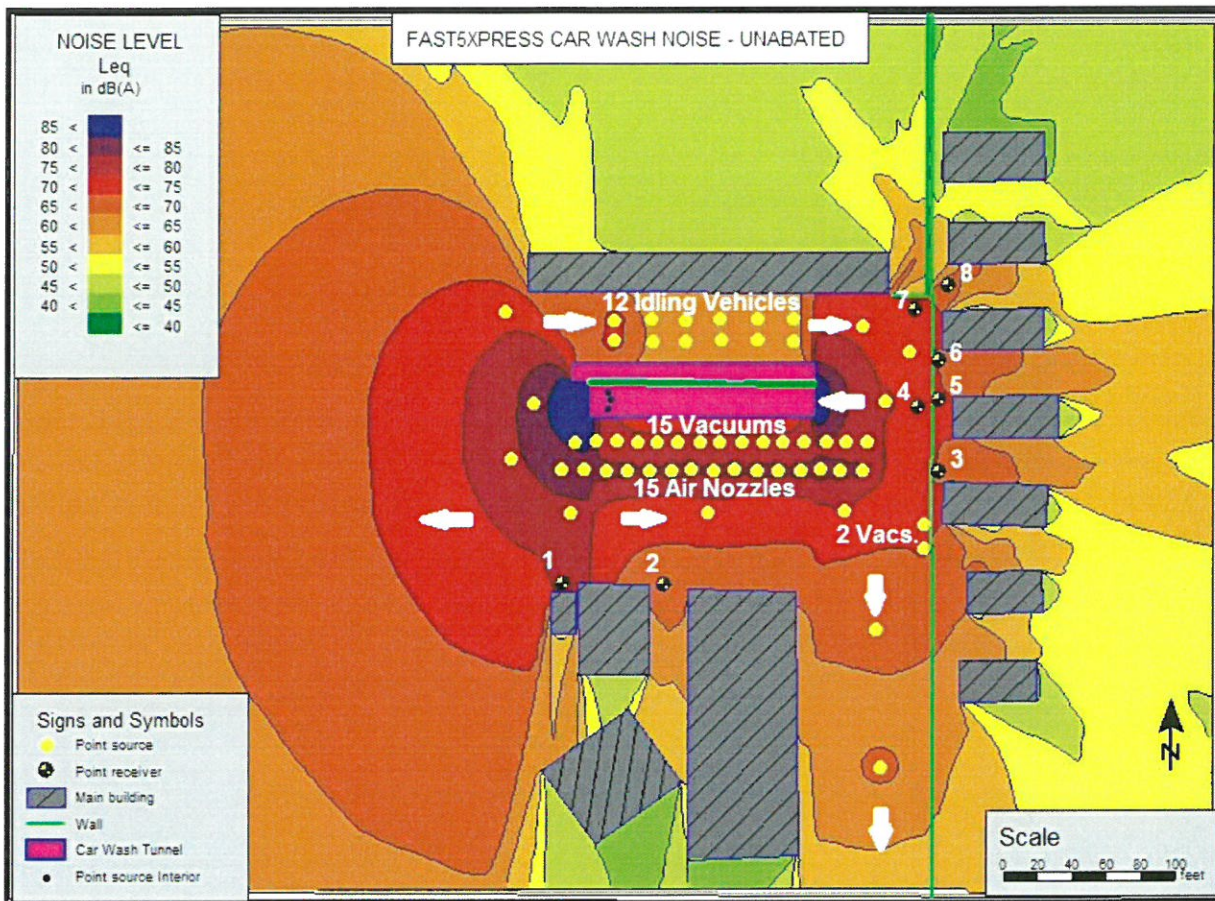 FAST5XPRESS CAR WASH NOISE - UNABATED
NOISE LEVEL
Leq
in dB(A)
85 <
80 < <= 85
75 < <= 80
70 < <= 75
65 < <= 70
60 < <= 65
55 < <= 60
50 < <= 55
45 < <= 50
40 < <= 45
<= 40
8
12 Idling Vehicles
7
6
5
4
15 Vacuums
3
15 Air Nozzles
2 Vacs.
1
2
Signs and Symbols
Point source
Point receiver
Main building
Wall
Car Wash Tunnel
Point source Interior
N
Scale
0 20 40 60 80 100
feet